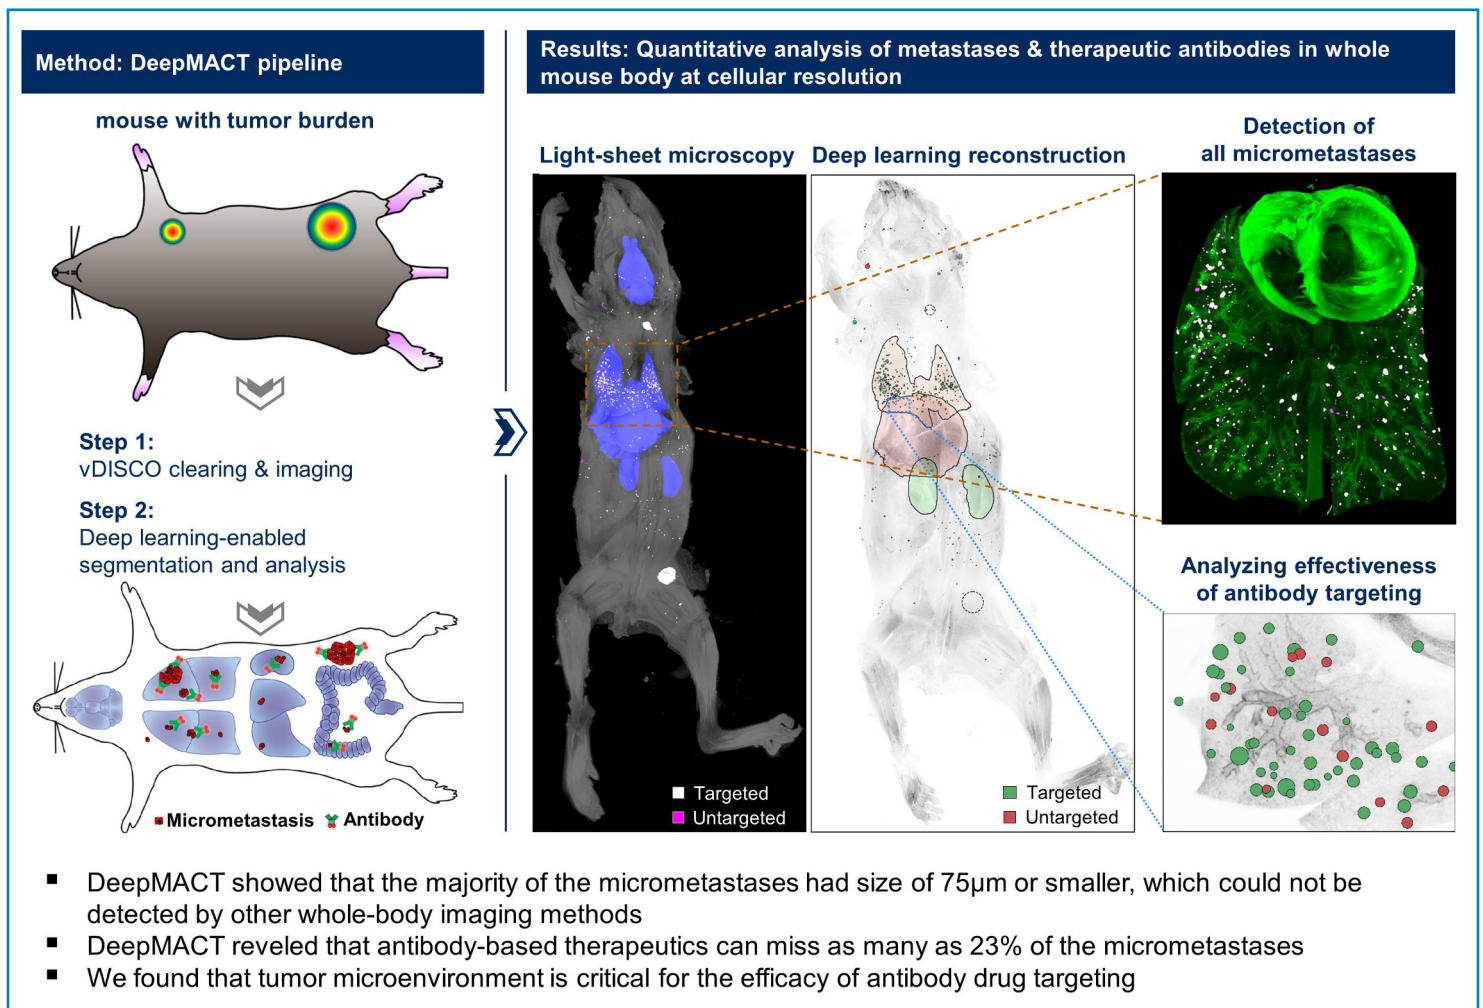 Method: DeepMACT pipeline
mouse with tumor burden
Step 1:
vDISCO clearing & imaging
Step 2:
Deep learning-enabled
segmentation and analysis
Micrometastasis Antibody
Results: Quantitative analysis of metastases & therapeutic antibodies in whole
mouse body at cellular resolution
Light-sheet microscopy
Targeted
Untargeted
Deep learning reconstruction
Targeted
Untargeted
Detection of
all micrometastases
Analyzing effectiveness
of antibody targeting
▪ DeepMACT showed that the majority of the micrometastases had size of 75µm or smaller, which could not be
detected by other whole-body imaging methods
▪ DeepMACT reveled that antibody-based therapeutics can miss as many as 23% of the micrometastases
▪ We found that tumor microenvironment is critical for the efficacy of antibody drug targeting